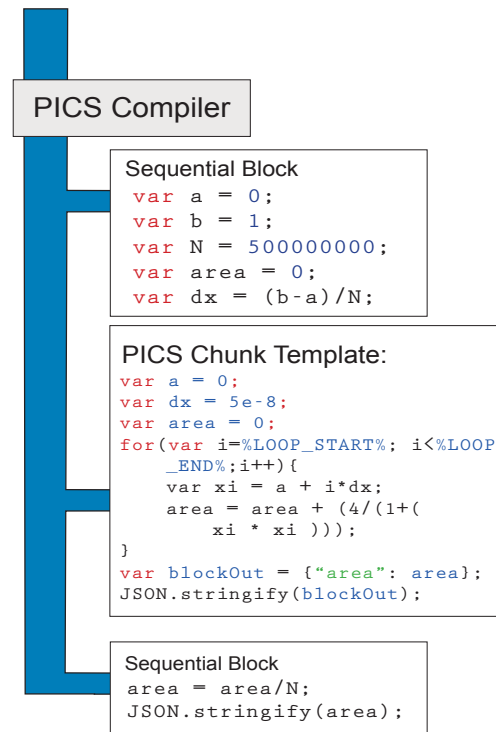 PICS Compiler
Sequential Block
var a = 0;
var b = 1;
var N = 500000000;
var area = 0;
var dx = (b-a)/N;
PICS Chunk Template:
var a = 0;
var dx = 5e-8;
var area = 0;
for(var i=%LOOP_START%; i<%LOOP
_END%;i++){
var xi = a + i*dx;
area = area + (4/(1+(
xi * xi )));
}
var blockOut = {“area”: area};
JSON.stringify(blockOut);
Sequential Block
area = area/N;
JSON.stringify(area);